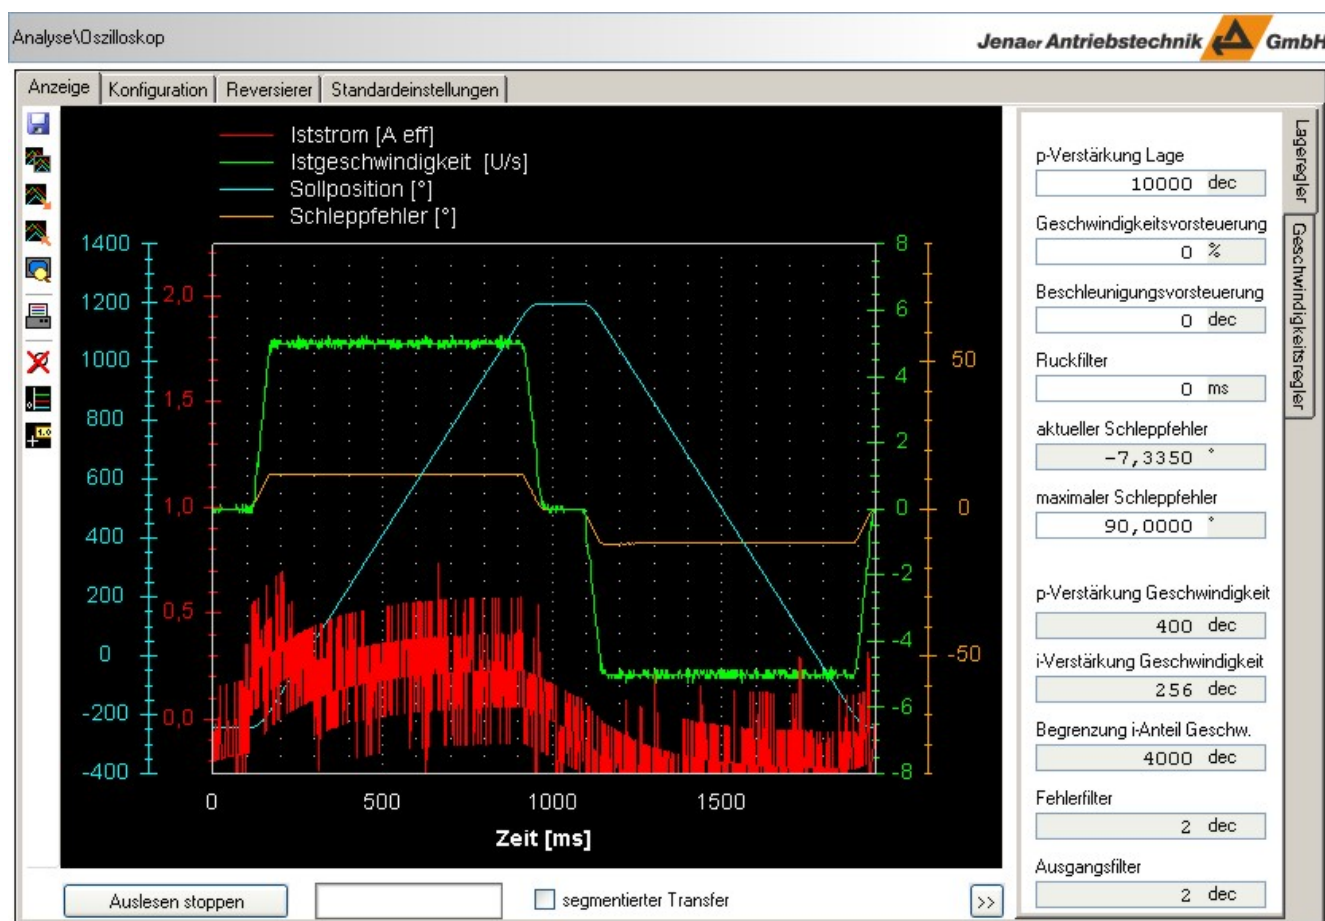 Analyse\Oszilloskop
Jenaer Antriebstechnik GmbH
Anzeige Konfiguration Reversierer Standardeinstellungen
Iststrom [A eff]
Istgeschwindigkeit [U/s]
Sollposition [°]
Schleppfehler [°]
1400
1200
1000
800
600
400
200
0
-200
-400
2,0
1,5
1,0
0,5
0,0
8
6
4
2
0
-2
-4
-6
-8
50
0
-50
0 500 1000 1500
Zeit [ms]
Auslesen stoppen
segmentierter Transfer
>>
p-Verstärkung Lage
10000 dec
Geschwindigkeitsvorsteuerung
0 %
Beschleunigungsvorsteuerung
0 dec
Ruckfilter
0 ms
aktueller Schleppfehler
-7,3350 °
maximaler Schleppfehler
90,0000 °
p-Verstärkung Geschwindigkeit
400 dec
i-Verstärkung Geschwindigkeit
256 dec
Begrenzung i-Anteil Geschw.
4000 dec
Fehlerfilter
2 dec
Ausgangsfilter
2 dec
Lageregler
Geschwindigkeitsregler